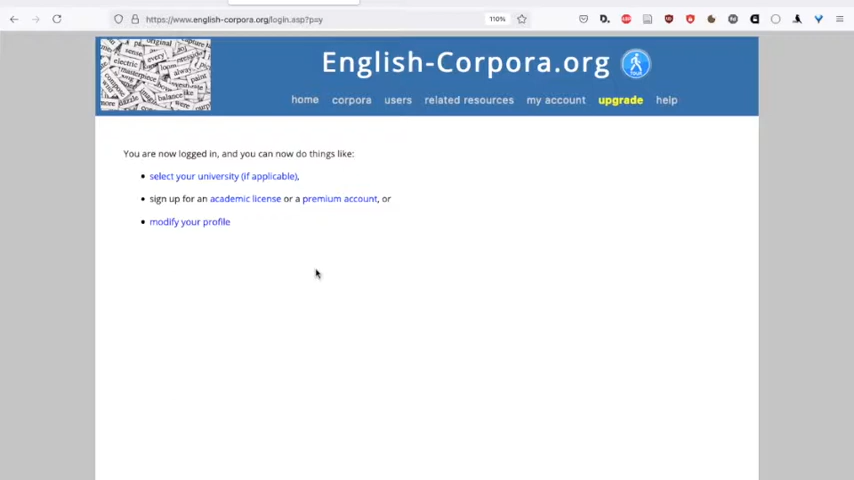 https://www.english-corpora.org/login.asp?psy
110%
English-Corpora.org
home corpora users related resources my account upgrade help
You are now logged in, and you can now do things like:
select your university (if applicable),
sign up for an academic license or a premium account, or
modify your profile